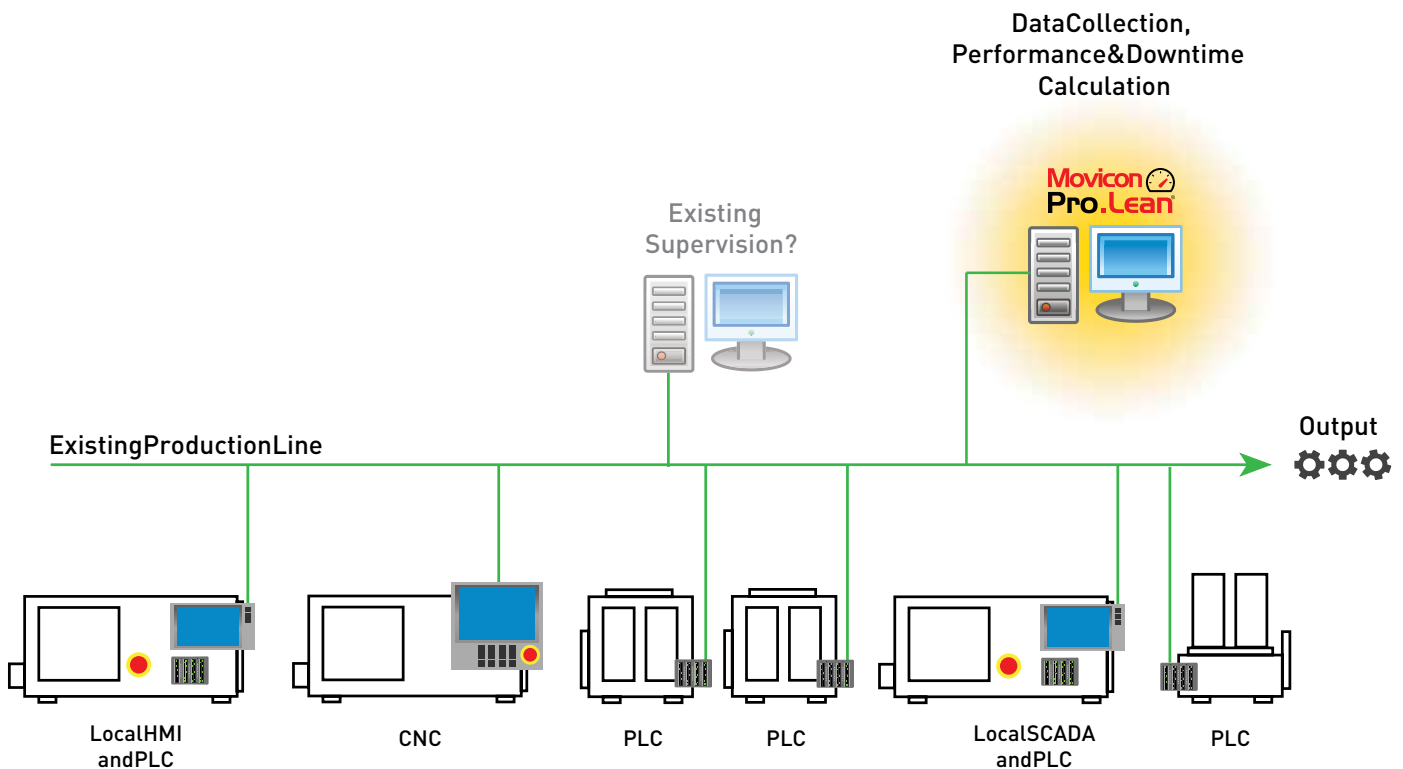 DataCollection,
Performance&Downtime
Calculation
Movicon
Pro.Lean®
Existing
Supervision?
ExistingProductionLine
Output
LocalHMI
andPLC
CNC
PLC
PLC
LocalSCADA
andPLC
PLC